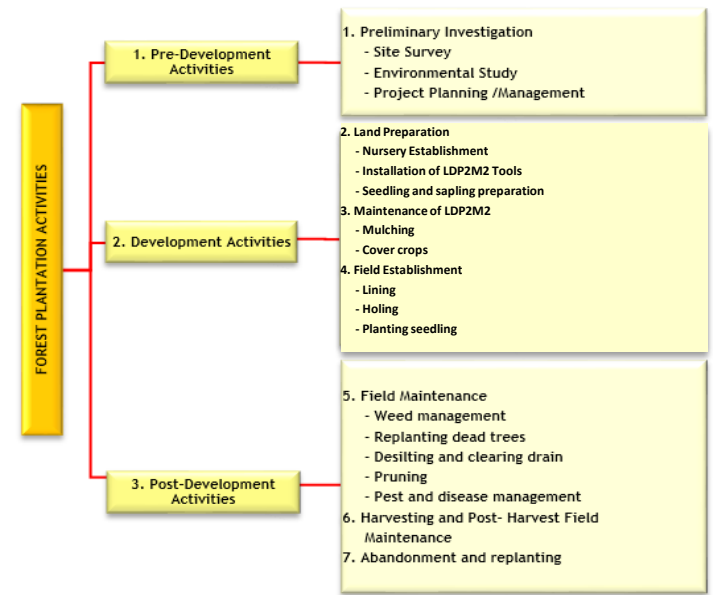 FOREST PLANTATION ACTIVITIES
1. Pre-Development
Activities
1. Preliminary Investigation
- Site Survey
- Environmental Study
- Project Planning /Management
2. Development Activities
2. Land Preparation
- Nursery Establishment
- Installation of LDP2M2 Tools
- Seedling and sapling preparation
3. Maintenance of LDP2M2
- Mulching
- Cover crops
4. Field Establishment
- Lining
- Holing
- Planting seedling
3. Post-Development
Activities
5. Field Maintenance
- Weed management
- Replanting dead trees
- Desilting and clearing drain
- Pruning
- Pest and disease management
6. Harvesting and Post- Harvest Field
Maintenance
7. Abandonment and replanting